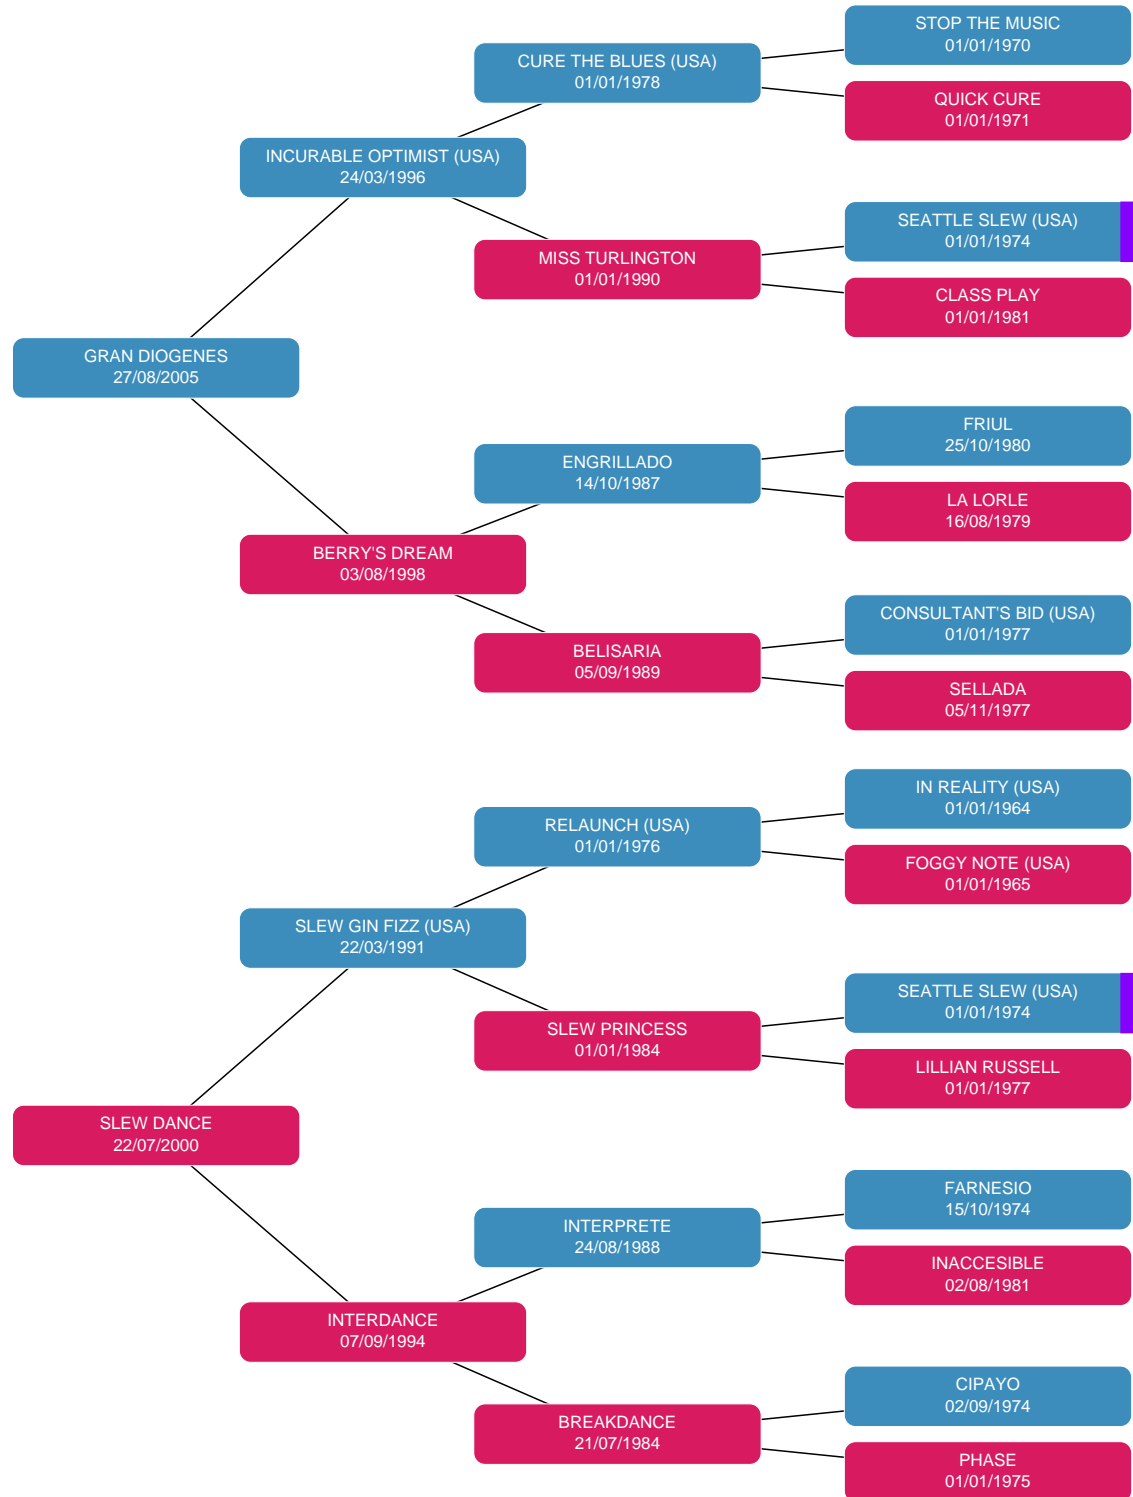 STOP THE MUSIC
01/01/1970
CURE THE BLUES (USA)
01/01/1978
QUICK CURE
01/01/1971
INCURABLE OPTIMIST (USA)
24/03/1996
SEATTLE SLEW (USA)
01/01/1974
MISS TURLINGTON
01/01/1990
CLASS PLAY
01/01/1981
GRAN DIOGENES
27/08/2005
FRIUL
25/10/1980
ENGRILLADO
14/10/1987
LA LORLE
16/08/1979
BERRY'S DREAM
03/08/1998
CONSULTANT'S BID (USA)
01/01/1977
BELISARIA
05/09/1989
SELLADA
05/11/1977
IN REALITY (USA)
01/01/1964
RELAUNCH (USA)
01/01/1976
FOGGY NOTE (USA)
01/01/1965
SLEW GIN FIZZ (USA)
22/03/1991
SEATTLE SLEW (USA)
01/01/1974
SLEW PRINCESS
01/01/1984
LILLIAN RUSSELL
01/01/1977
SLEW DANCE
22/07/2000
FARNESIO
15/10/1974
INTERPRETE
24/08/1988
INACCESIBLE
02/08/1981
INTERDANCE
07/09/1994
CIPAYO
02/09/1974
BREAKDANCE
21/07/1984
PHASE
01/01/1975